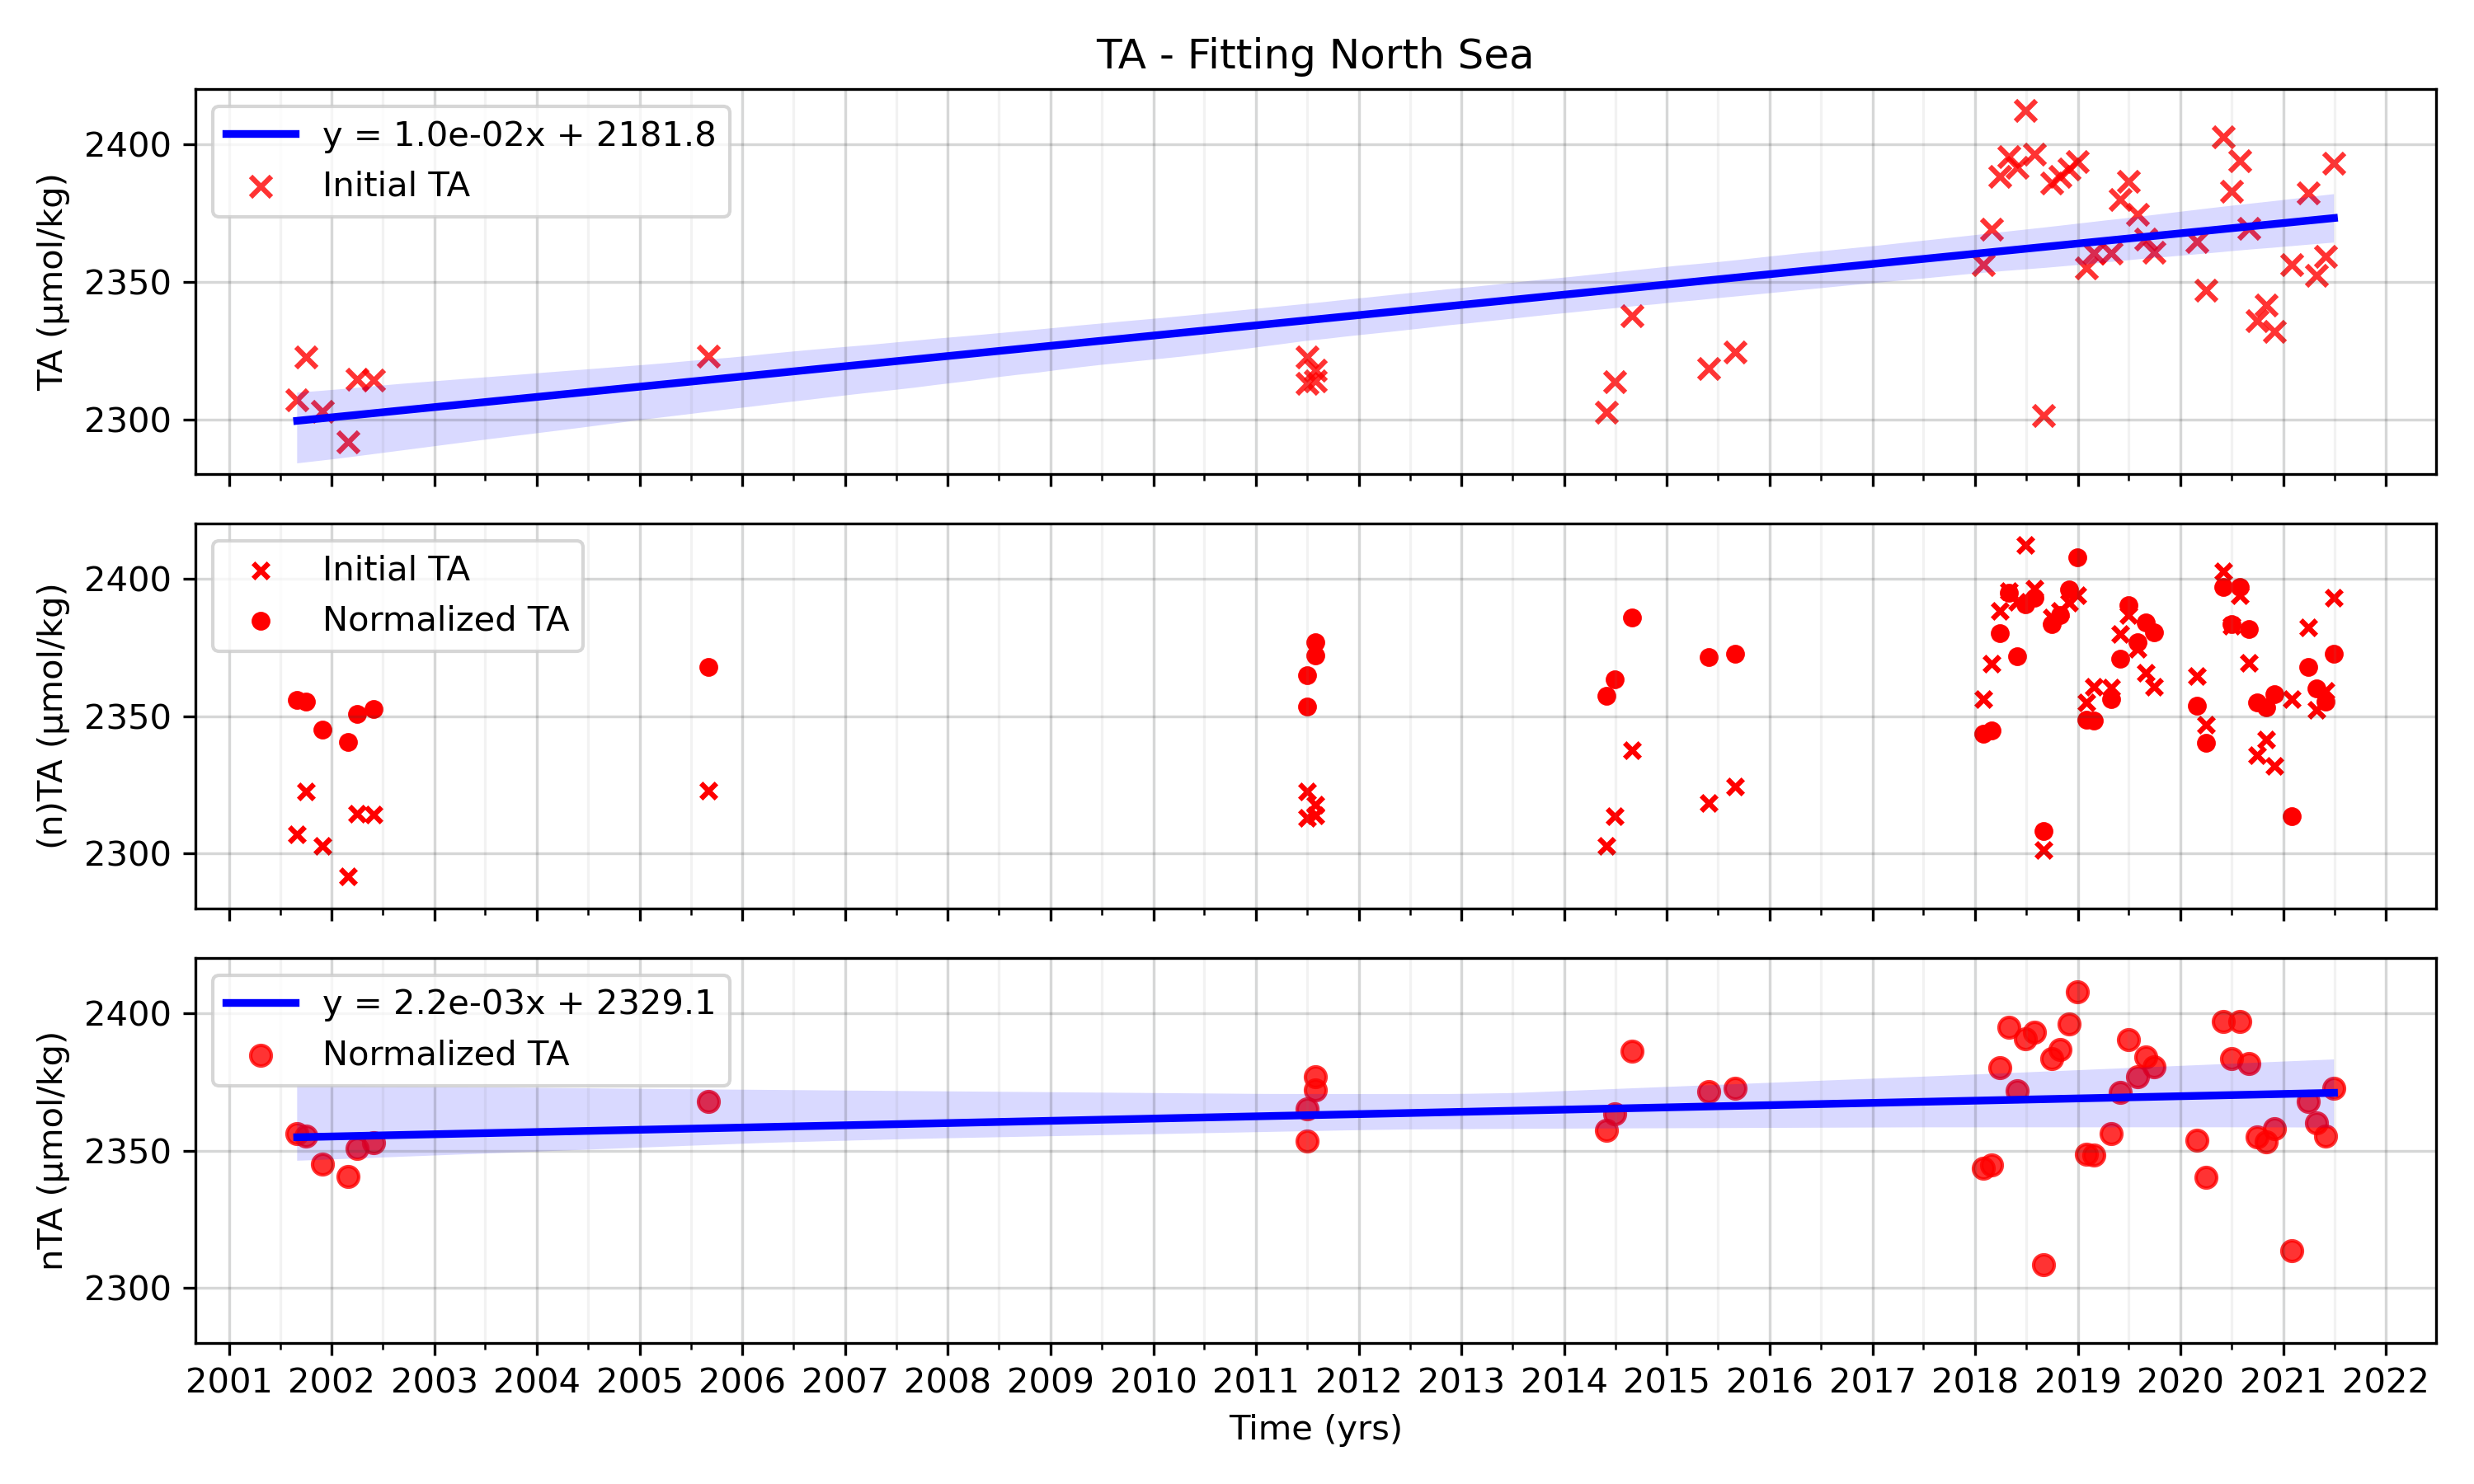 TA - Fitting North Sea
y = 1.0e-02x + 2181.8
Initial TA
2400
2350
2300
TA (µmol/kg)
Initial TA
Normalized TA
2400
2350
2300
(n)TA (µmol/kg)
y = 2.2e-03x + 2329.1
Normalized TA
2400
2350
2300
nTA (µmol/kg)
2001 2002 2003 2004 2005 2006 2007 2008 2009 2010 2011 2012 2013 2014 2015 2016 2017 2018 2019 2020 2021 2022
Time (yrs)